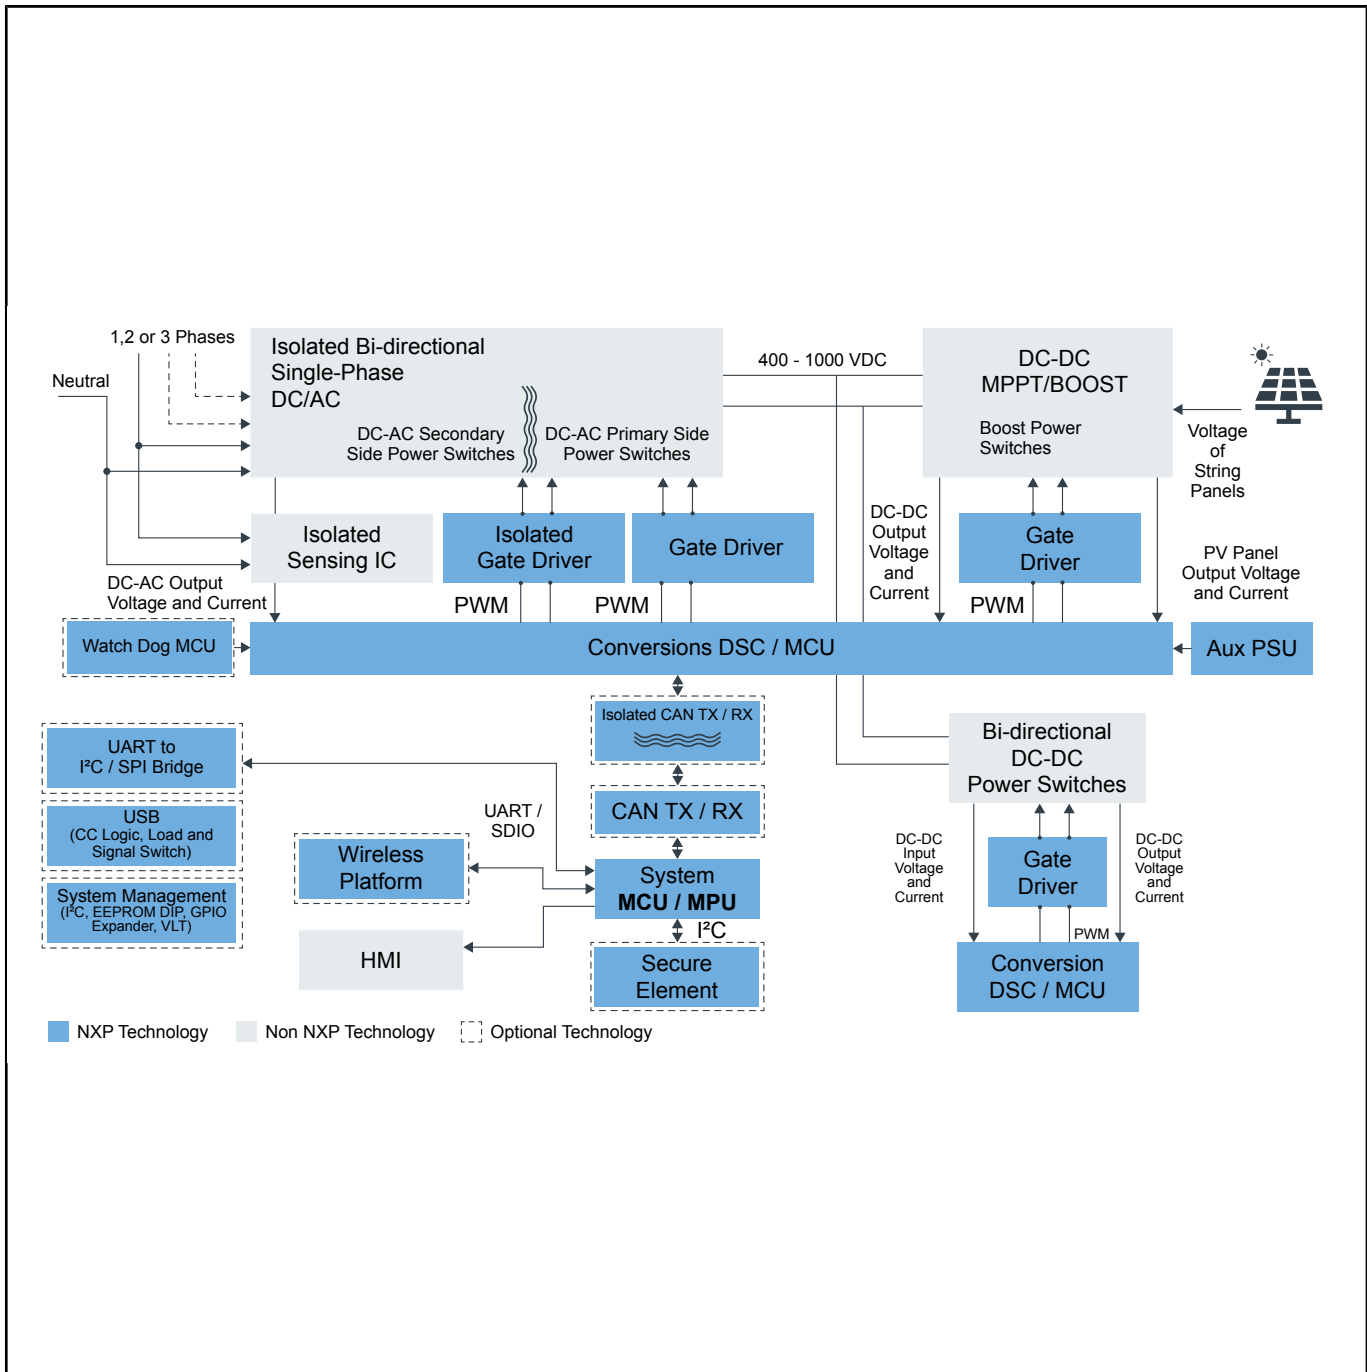 1,2 or 3 Phases
Neutral
Isolated Bi-directional
Single-Phase
DC/AC
DC-AC Secondary
Side Power Switches
DC-AC Primary Side
Power Switches
400 - 1000 VDC
DC-DC
MPPT/BOOST
Boost Power
Switches
Voltage
of
String
Panels
Isolated
Sensing IC
Isolated
Gate Driver
Gate Driver
DC-DC
Output
Voltage
and
Current
Gate
Driver
PV Panel
Output Voltage
and Current
DC-AC Output
Voltage and Current
PWM
PWM
PWM
Watch Dog MCU
Conversions DSC / MCU
Aux PSU
Isolated CAN TX / RX
UART to
I²C / SPI Bridge
USB
(CC Logic, Load and
Signal Switch)
System Management
(I²C, EEPROM DIP, GPIO
Expander, VLT)
UART /
SDIO
CAN TX / RX
Wireless
Platform
System
MCU / MPU
I²C
HMI
Secure
Element
Bi-directional
DC-DC
Power Switches
DC-DC
Input
Voltage
and
Current
Gate
Driver
DC-DC
Output
Voltage
and
Current
PWM
Conversion
DSC / MCU
NXP Technology
Non NXP Technology
Optional Technology